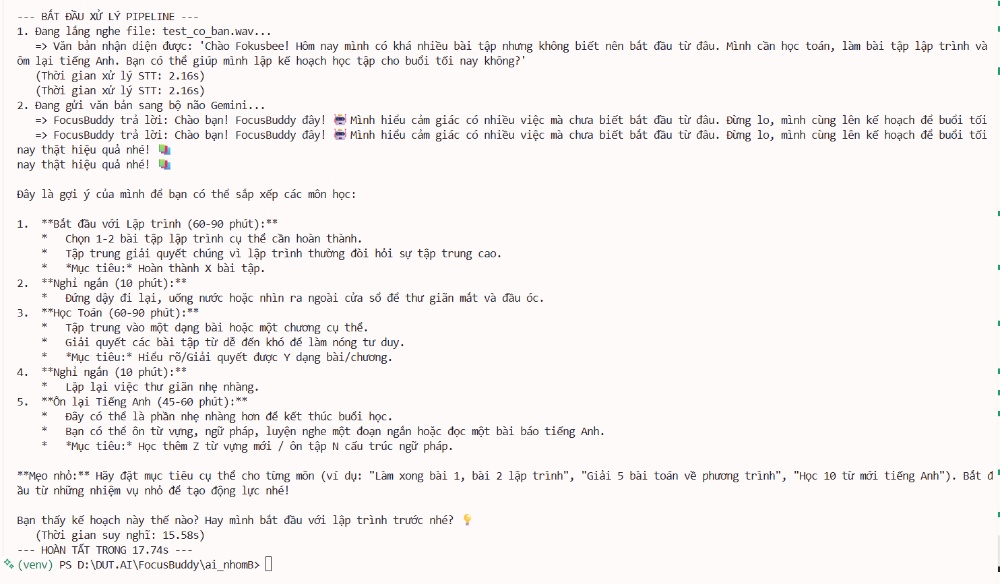 --- BẮT ĐẦU XỬ LÝ PIPELINE ---
1. Đang lắng nghe file: test_co_ban.wav...
   => Văn bản nhận diện được: 'Chào Fokusbee! Hôm nay mình có khá nhiều bài tập nhưng không biết nên bắt đầu từ đâu. Mình cần học toán, làm bài tập lập trình và
ôm lại tiếng Anh. Bạn có thể giúp mình lập kế hoạch học tập cho buổi tối nay không?'
   (Thời gian xử lý STT: 2.16s)
   (Thời gian xử lý STT: 2.16s)
2. Đang gửi văn bản sang bộ não Gemini...
   => FocusBuddy trả lời: Chào bạn! FocusBuddy đây! 🤖 Mình hiểu cảm giác có nhiều việc mà chưa biết bắt đầu từ đâu. Đừng lo, mình cùng lên kế hoạch để buổi tối
   => FocusBuddy trả lời: Chào bạn! FocusBuddy đây! 🤖 Mình hiểu cảm giác có nhiều việc mà chưa biết bắt đầu từ đâu. Đừng lo, mình cùng lên kế hoạch để buổi tối
nay thật hiệu quả nhé! 📚
nay thật hiệu quả nhé! 📚

Đây là gợi ý của mình để bạn có thể sắp xếp các môn học:

1.  **Bắt đầu với Lập trình (60-90 phút):**
    *   Chọn 1-2 bài tập lập trình cụ thể cần hoàn thành.
    *   Tập trung giải quyết chúng vì lập trình thường đòi hỏi sự tập trung cao.
    *   *Mục tiêu:* Hoàn thành X bài tập.
2.  **Nghỉ ngắn (10 phút):**
    *   Đứng dậy đi lại, uống nước hoặc nhìn ra ngoài cửa sổ để thư giãn mắt và đầu óc.
3.  **Học Toán (60-90 phút):**
    *   Tập trung vào một dạng bài hoặc một chương cụ thể.
    *   Giải quyết các bài tập từ dễ đến khó để làm nóng tư duy.
    *   *Mục tiêu:* Hiểu rõ/Giải quyết được Y dạng bài/chương.
4.  **Nghỉ ngắn (10 phút):**
    *   Lặp lại việc thư giãn nhẹ nhàng.
5.  **Ôn lại Tiếng Anh (45-60 phút):**
    *   Đây có thể là phần nhẹ nhàng hơn để kết thúc buổi học.
    *   Bạn có thể ôn từ vựng, ngữ pháp, luyện nghe một đoạn ngắn hoặc đọc một bài báo tiếng Anh.
    *   *Mục tiêu:* Học thêm Z từ vựng mới / ôn tập N cấu trúc ngữ pháp.

**Mẹo nhỏ:** Hãy đặt mục tiêu cụ thể cho từng môn (ví dụ: "Làm xong bài 1, bài 2 lập trình", "Giải 5 bài toán về phương trình", "Học 10 từ mới tiếng Anh"). Bắt đ
ầu từ những nhiệm vụ nhỏ để tạo động lực nhé!

Bạn thấy kế hoạch này thế nào? Hay mình bắt đầu với lập trình trước nhé? 💡
   (Thời gian suy nghĩ: 15.58s)
--- HOÀN TẤT TRONG 17.74s ---
(venv) PS D:\DUT.AI\FocusBuddy\ai_nhomB>